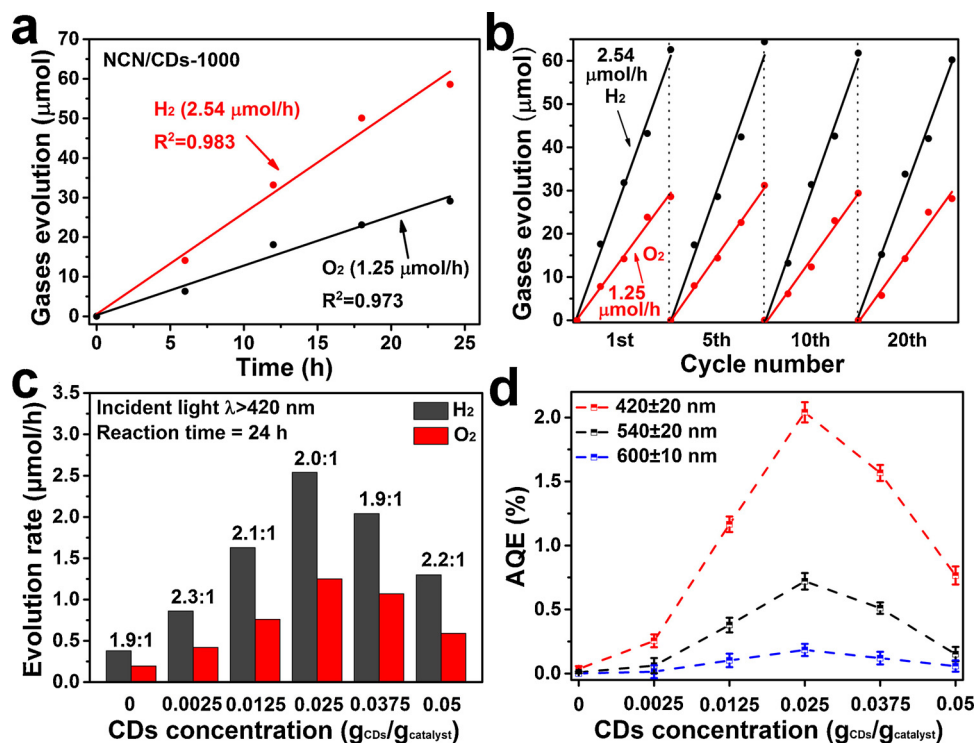 a
NCN/CDs-1000
H₂ (2.54 μmol/h)
R²=0.983
O₂ (1.25 μmol/h)
R²=0.973
Gases evolution (μmol)
70
60
50
40
30
20
10
0
0 5 10 15 20 25
Time (h)
b
2.54
μmol/h
H₂
O₂
1.25
μmol/h
Gases evolution (μmol)
60
50
40
30
20
10
0
1st 5th 10th 20th
Cycle number
c
Incident light λ>420 nm
Reaction time = 24 h
H₂
O₂
1.9:1
2.3:1
2.1:1
2.0:1
1.9:1
2.2:1
Evolution rate (μmol/h)
3.5
3.0
2.5
2.0
1.5
1.0
0.5
0.0
0 0.0025 0.0125 0.025 0.0375 0.05
CDs concentration (gCDs/gcatalyst)
d
420±20 nm
540±20 nm
600±10 nm
AQE (%)
2.0
1.5
1.0
0.5
0.0
0 0.0025 0.0125 0.025 0.0375 0.05
CDs concentration (gCDs/gcatalyst)